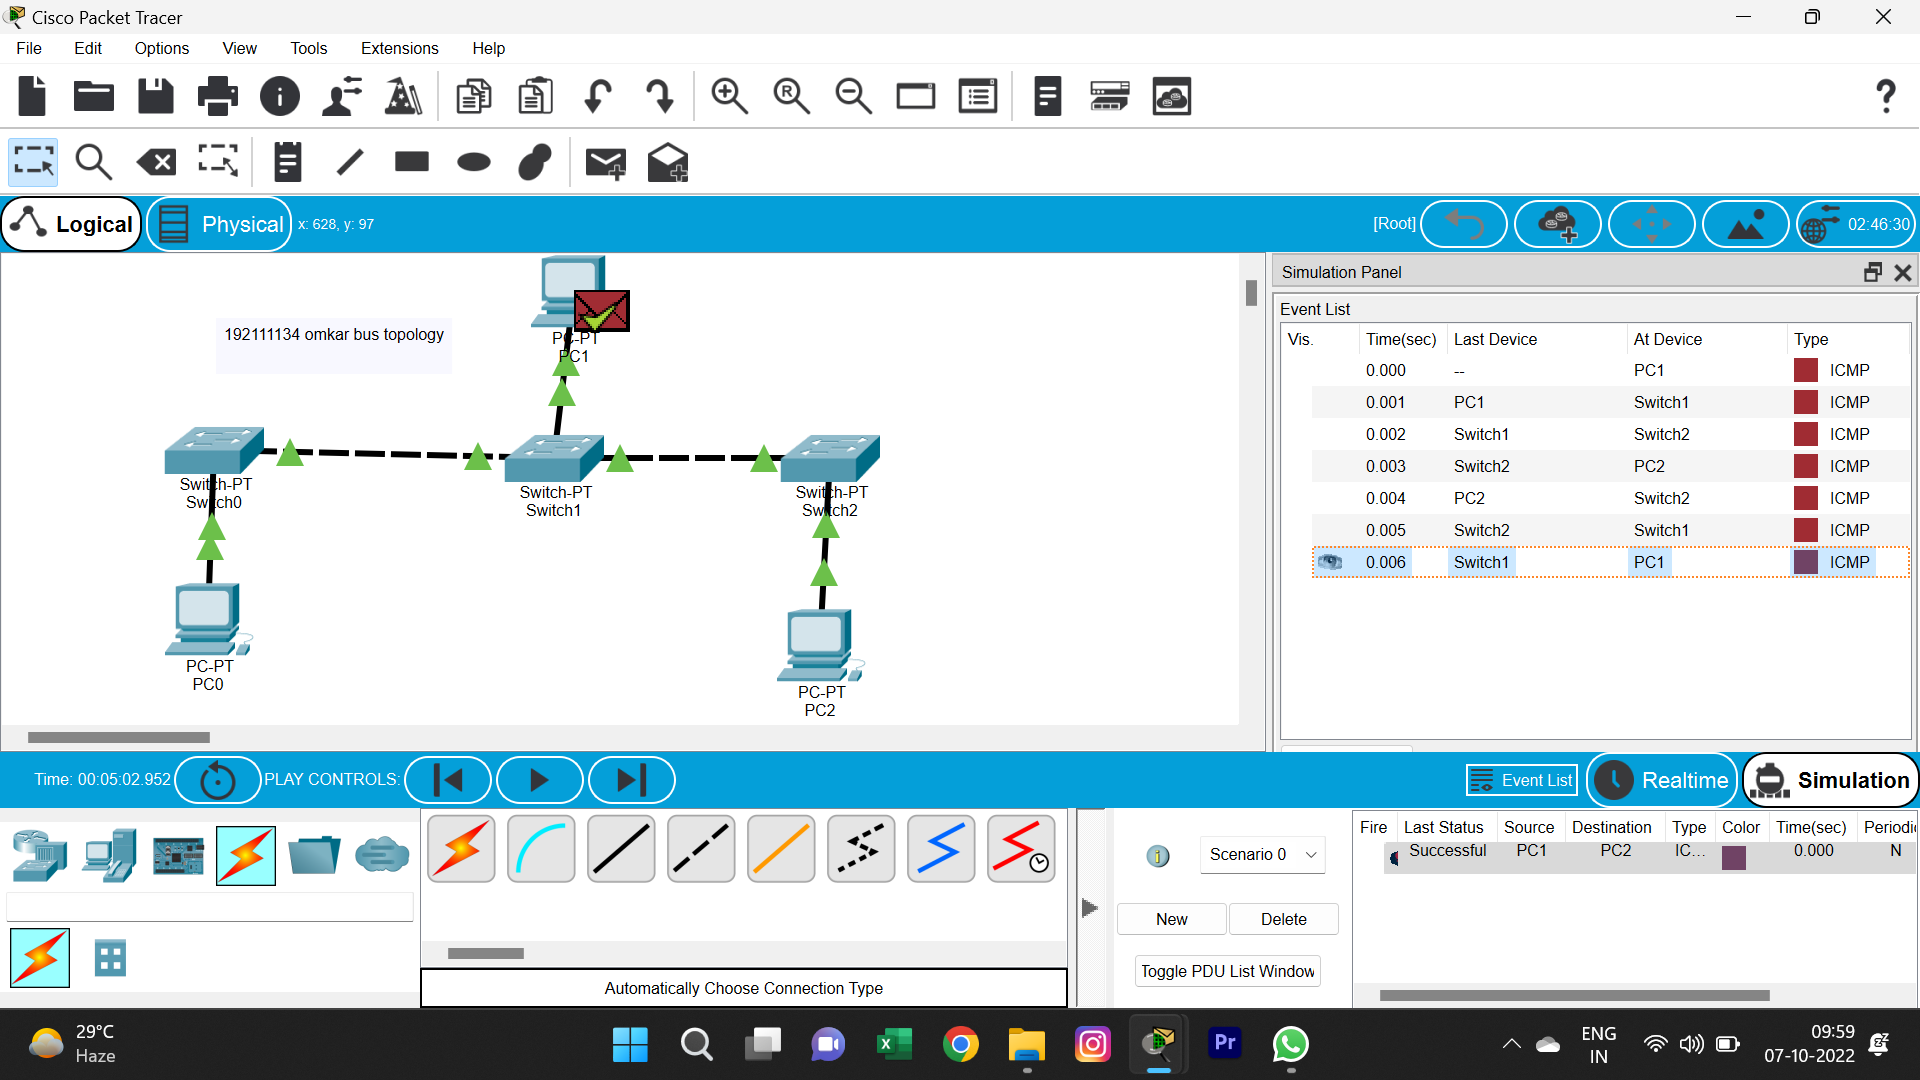 Cisco Packet Tracer
File Edit Options View Tools Extensions Help
Logical Physical x: 628, y: 97 [Root] 02:46:30
Simulation Panel
Event List
Vis. Time(sec) Last Device At Device Type
0.000 -- PC1 ICMP
0.001 PC1 Switch1 ICMP
0.002 Switch1 Switch2 ICMP
0.003 Switch2 PC2 ICMP
0.004 PC2 Switch2 ICMP
0.005 Switch2 Switch1 ICMP
0.006 Switch1 PC1 ICMP
192111134 omkar bus topology
PC-PT
PC1
Switch-PT
Switch0
Switch-PT
Switch1
Switch-PT
Switch2
PC-PT
PC0
PC-PT
PC2
Time: 00:05:02.952 PLAY CONTROLS: Event List Realtime Simulation
Scenario 0
New Delete
Toggle PDU List Window
Fire Last Status Source Destination Type Color Time(sec) Periodi
Successful PC1 PC2 IC... 0.000 N
Automatically Choose Connection Type
29°C
Haze
Pr
ENG
IN
09:59
07-10-2022